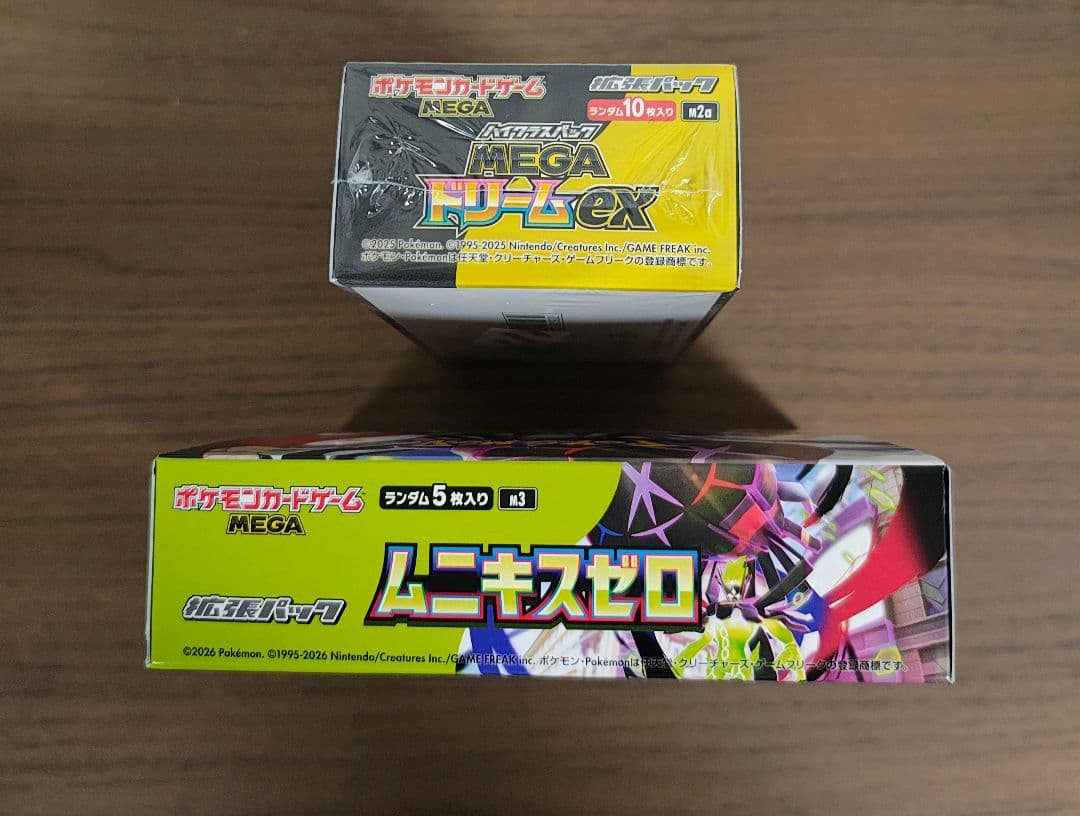 ポケモンカードゲーム
MEGA
拡張パック
ランダム10枚入り M2a
ハイクラスパック
MEGA
ドリームex
©2025 Pokémon. ©1995-2025 Nintendo/Creatures Inc./GAME FREAK inc.
ポケモン・Pokémonは任天堂・クリーチャーズ・ゲームフリークの登録商標です。
ポケモンカードゲーム
MEGA
ランダム5枚入り M3
ムニキスゼロ
拡張パック
©2026 Pokémon. ©1995-2026 Nintendo/Creatures Inc./GAME FREAK inc. ポケモン・Pokémonは任天堂・クリーチャーズ・ゲームフリークの登録商標です。